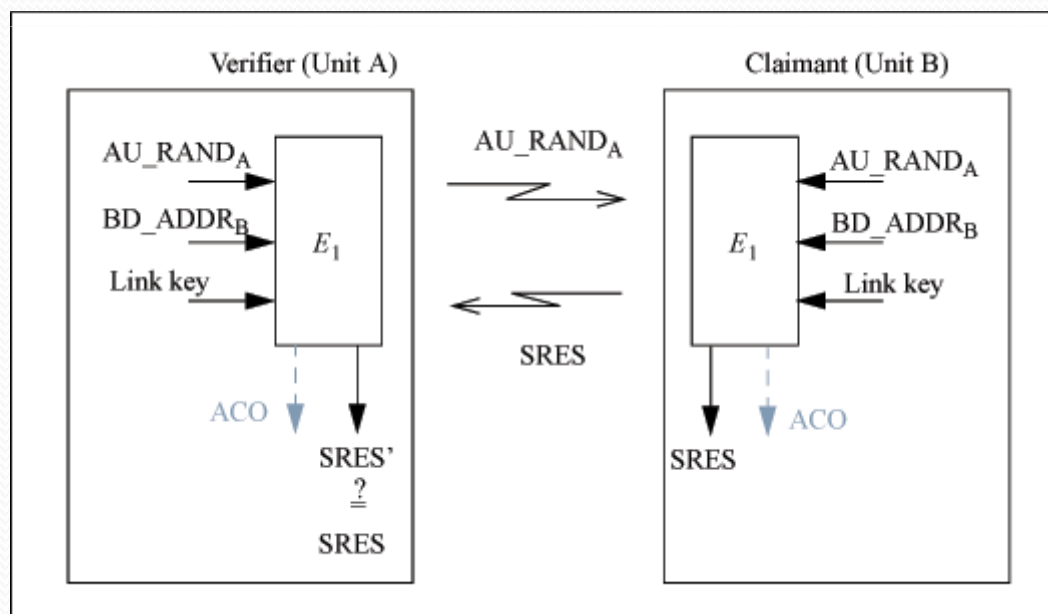 Verifier (Unit A)
Claimant (Unit B)
AU_RANDA
BD_ADDRB
Link key
E1
ACO
SRES’
?
=
SRES
AU_RANDA
SRES
E1
AU_RANDA
BD_ADDRB
Link key
SRES
ACO